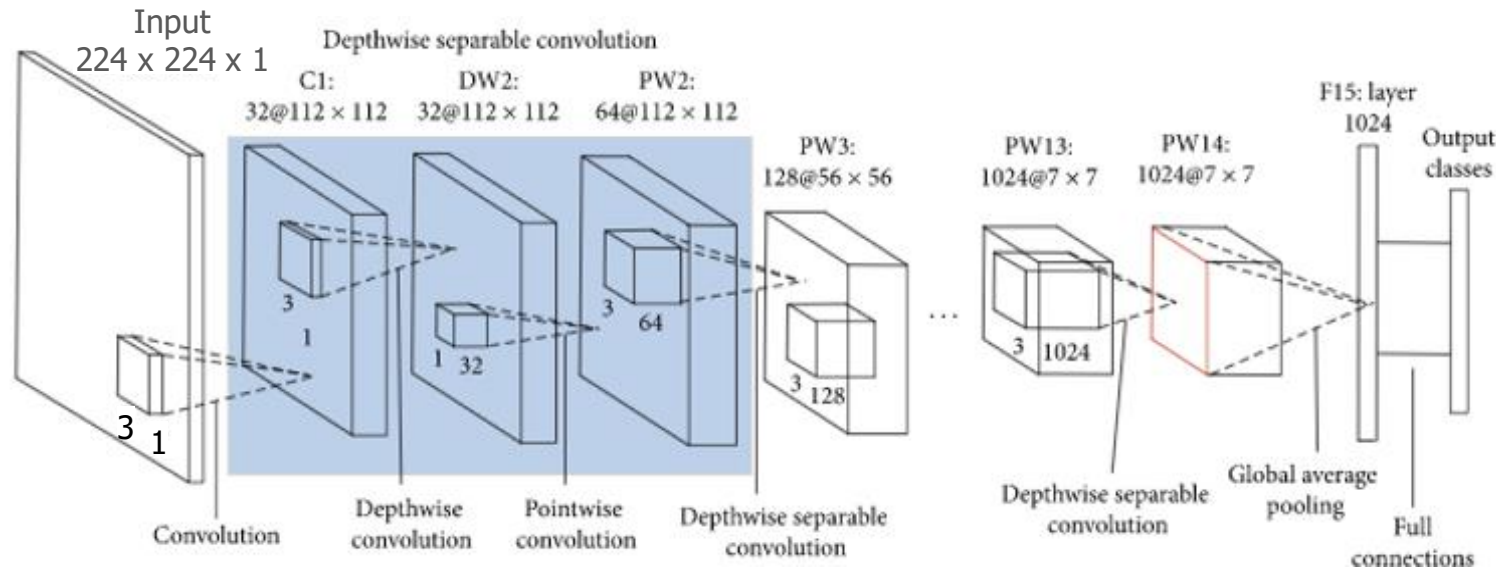 Input
224 x 224 x 1
Depthwise separable convolution
C1:
32@112 × 112
DW2:
32@112 × 112
PW2:
64@112 × 112
PW3:
128@56 × 56
PW13:
1024@7 × 7
PW14:
1024@7 × 7
F15: layer
1024
Output
classes
3
1
3
1
1
32
3
64
3
128
...
3
1024
Convolution
Depthwise
convolution
Pointwise
convolution
Depthwise separable
convolution
Depthwise separable
convolution
Global average
pooling
Full
connections